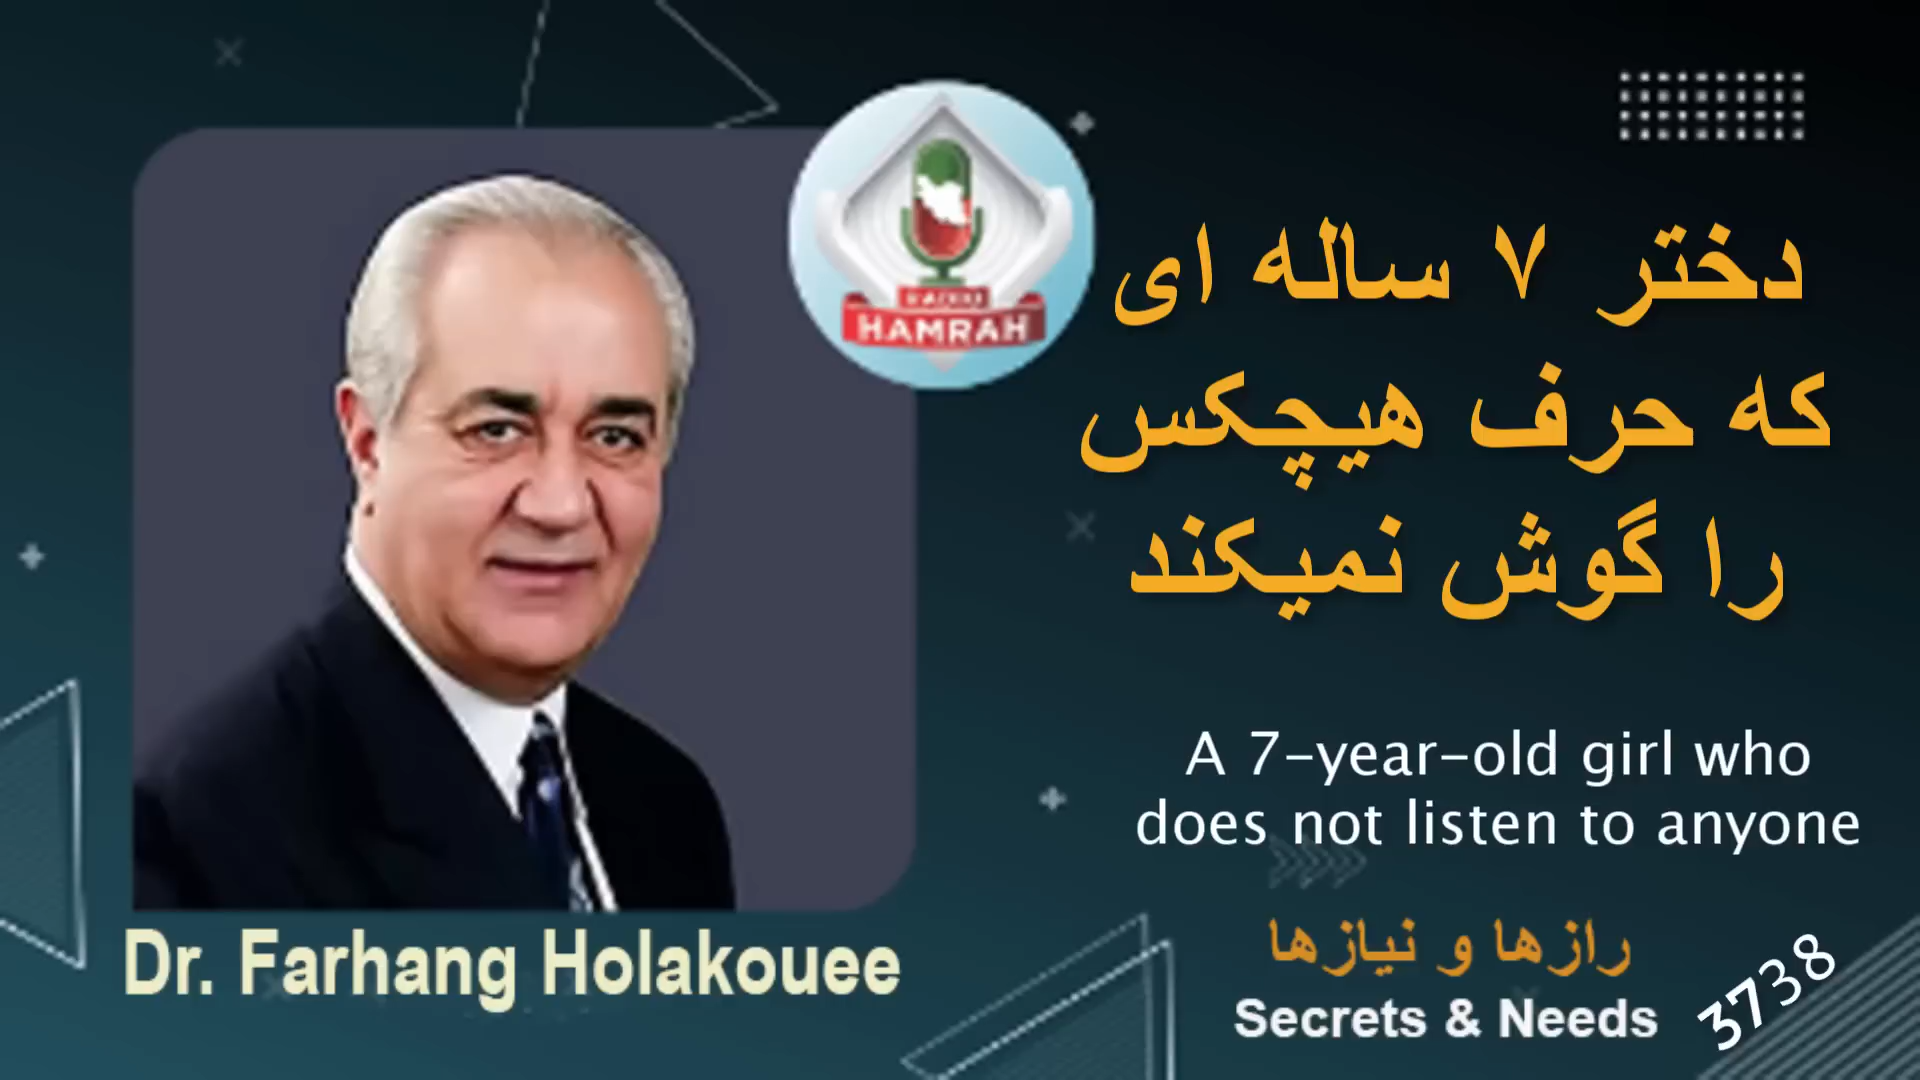 RADIO
HAMRAH
دختر ۷ ساله ای
که حرف هیچکس
را گوش نمیکند
A 7-year-old girl who
does not listen to anyone
Dr. Farhang Holakouee
رازها و نیازها
Secrets & Needs
3738